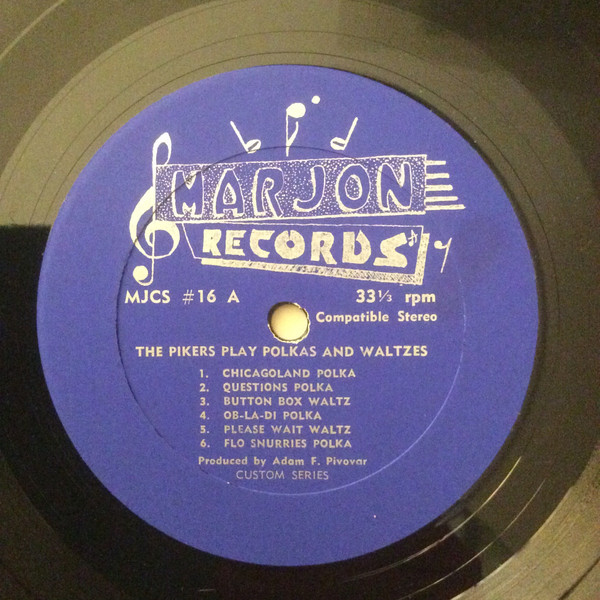 MARJON
RECORDS
MJCS #16 A
33⅓ rpm
Compatible Stereo
THE PIKERS PLAY POLKAS AND WALTZES
1. CHICAGOLAND POLKA
2. QUESTIONS POLKA
3. BUTTON BOX WALTZ
4. OB-LA-DI POLKA
5. PLEASE WAIT WALTZ
6. FLO SNURRIES POLKA
Produced by Adam F. Pivovar
CUSTOM SERIES